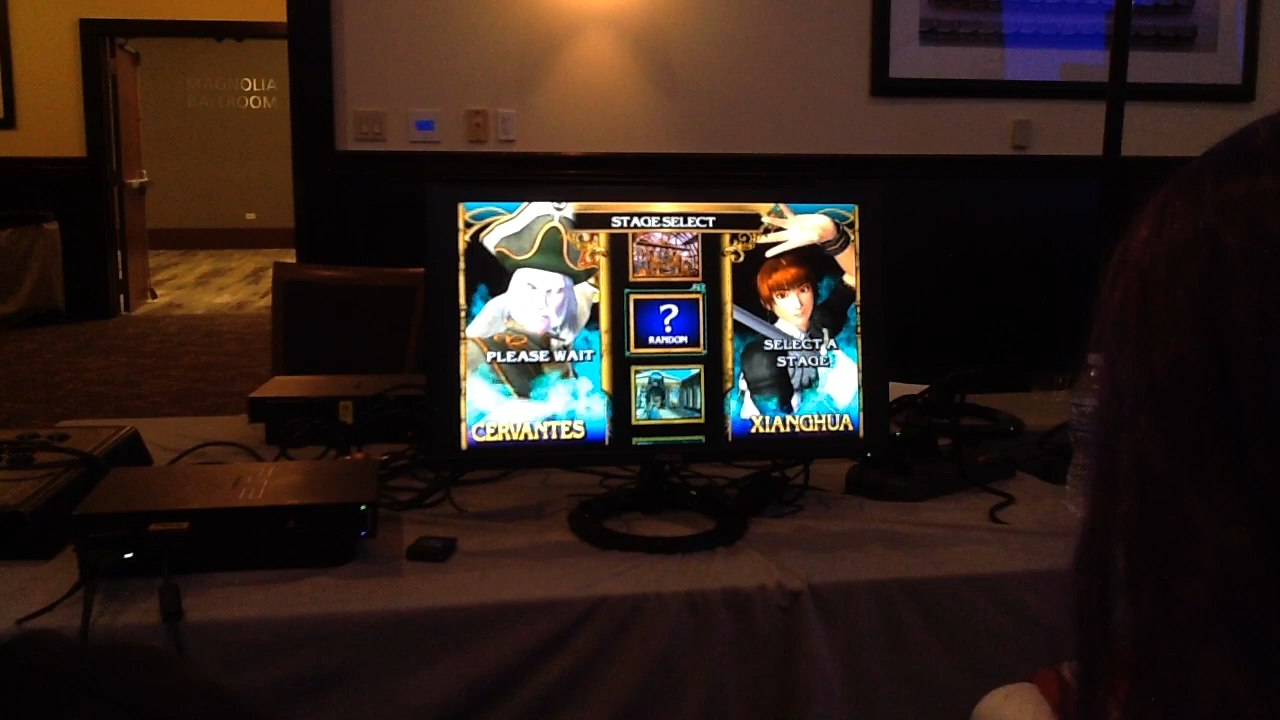 MAGNOLIA
BALLROOM
STAGE SELECT
?
RANDOM
PLEASE WAIT
SELECT A
STAGE
CERVANTES
XIANGHUA